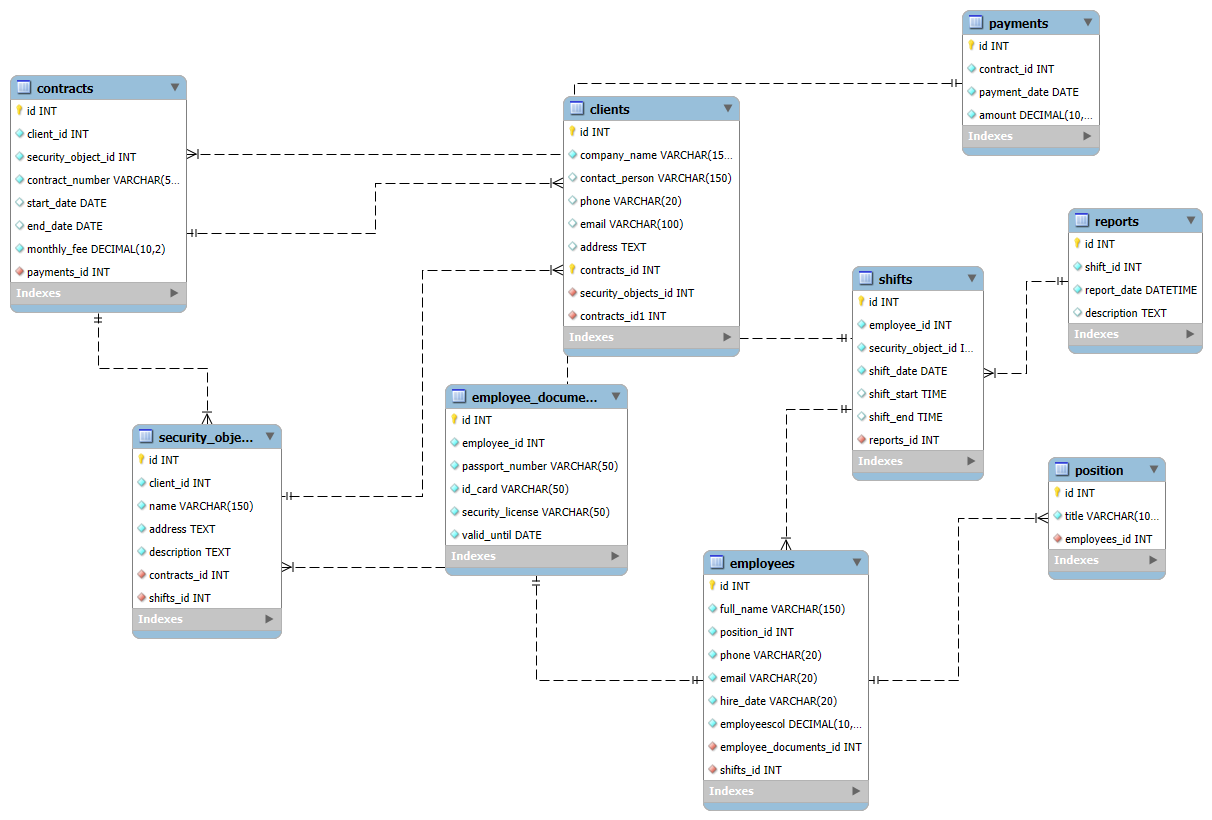 payments
id INT
contract_id INT
payment_date DATE
amount DECIMAL(10,...
Indexes
contracts
id INT
client_id INT
security_object_id INT
contract_number VARCHAR(5...
start_date DATE
end_date DATE
monthly_fee DECIMAL(10,2)
payments_id INT
Indexes
clients
id INT
company_name VARCHAR(15...
contact_person VARCHAR(150)
phone VARCHAR(20)
email VARCHAR(100)
address TEXT
contracts_id INT
security_objects_id INT
contracts_id1 INT
Indexes
reports
id INT
shift_id INT
report_date DATETIME
description TEXT
Indexes
shifts
id INT
employee_id INT
security_object_id I...
shift_date DATE
shift_start TIME
shift_end TIME
reports_id INT
Indexes
employee_docume...
id INT
employee_id INT
passport_number VARCHAR(50)
id_card VARCHAR(50)
security_license VARCHAR(50)
valid_until DATE
Indexes
security_obje...
id INT
client_id INT
name VARCHAR(150)
address TEXT
description TEXT
contracts_id INT
shifts_id INT
Indexes
position
id INT
title VARCHAR(10...
employees_id INT
Indexes
employees
id INT
full_name VARCHAR(150)
position_id INT
phone VARCHAR(20)
email VARCHAR(20)
hire_date VARCHAR(20)
employeescol DECIMAL(10,...
employee_documents_id INT
shifts_id INT
Indexes